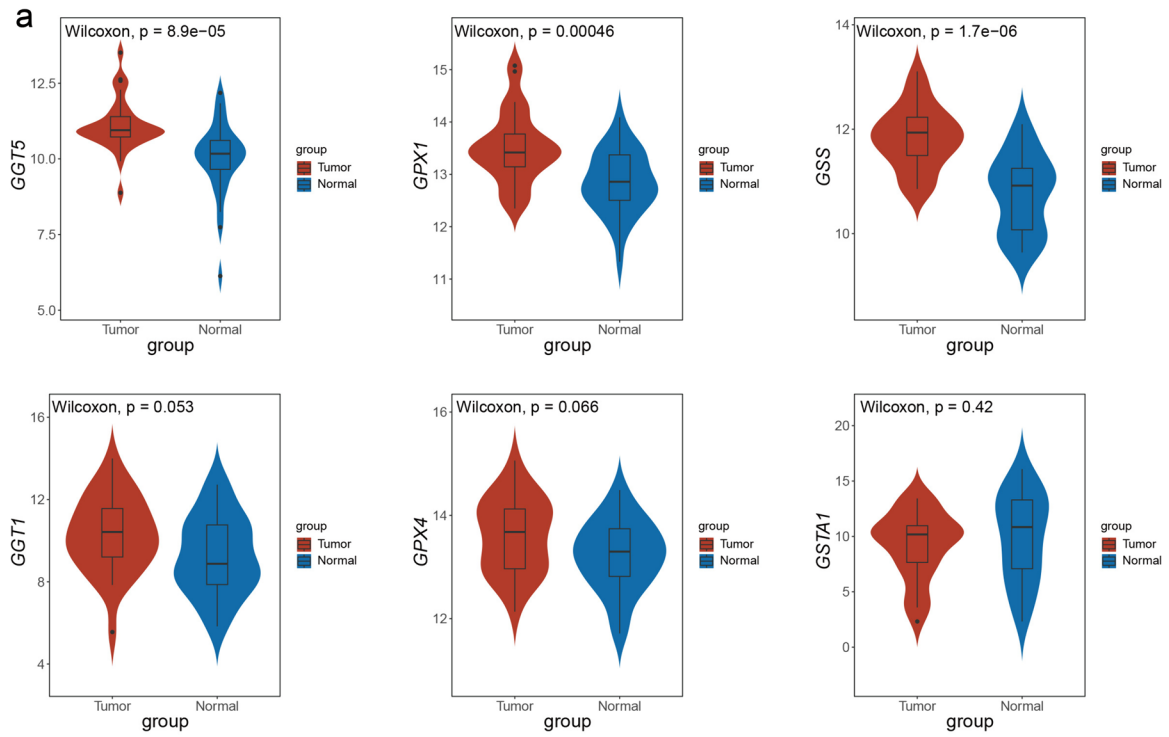 a
Wilcoxon, p = 8.9e−05
12.5
10.0
7.5
5.0
GGT5
Tumor Normal
group
group
Tumor
Normal
Wilcoxon, p = 0.00046
15
14
13
12
11
GPX1
Tumor Normal
group
group
Tumor
Normal
Wilcoxon, p = 1.7e−06
14
12
10
GSS
Tumor Normal
group
group
Tumor
Normal
Wilcoxon, p = 0.053
16
12
8
4
GGT1
Tumor Normal
group
group
Tumor
Normal
Wilcoxon, p = 0.066
16
14
12
GPX4
Tumor Normal
group
group
Tumor
Normal
Wilcoxon, p = 0.42
20
15
10
5
0
GSTA1
Tumor Normal
group
group
Tumor
Normal